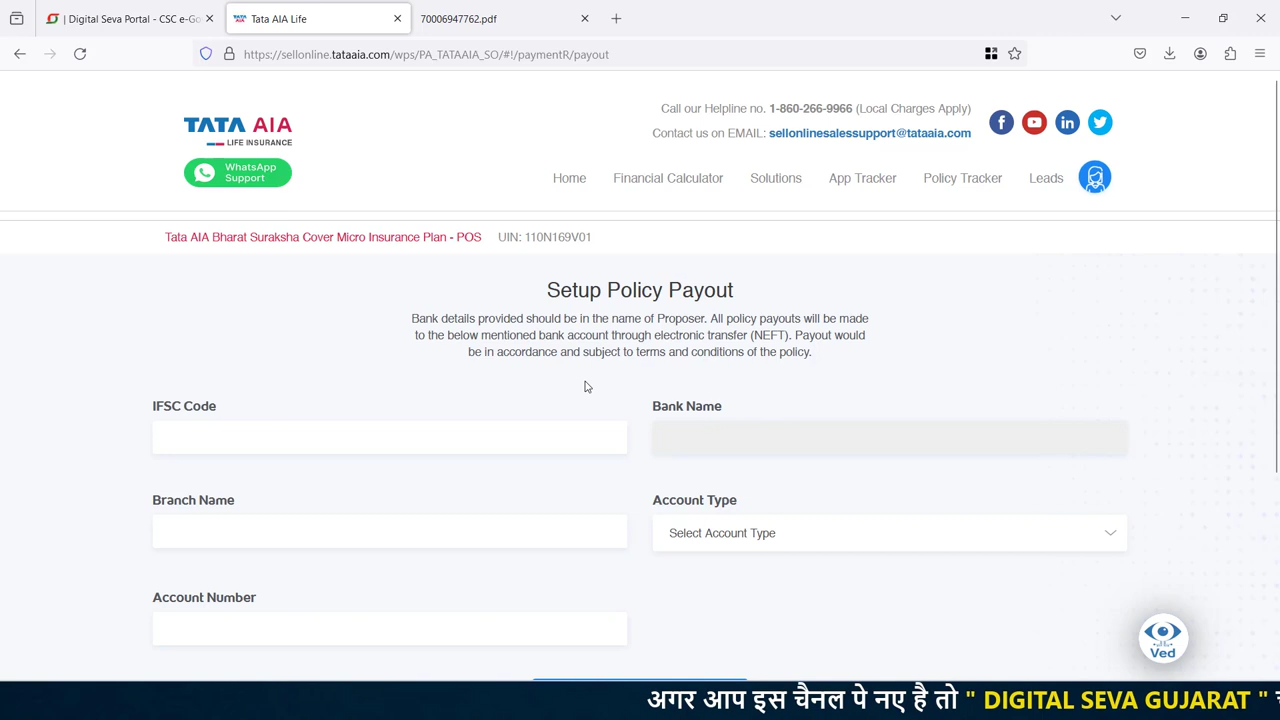 | Digital Seva Portal - CSC e-Go
Tata AIA Life
70006947762.pdf
https://sellonline.tataaia.com/wps/PA_TATAAIA_SO/#!/paymentR/payout
TATA AIA
LIFE INSURANCE
WhatsApp
Support
Call our Helpline no. 1-860-266-9966 (Local Charges Apply)
Contact us on EMAIL: sellonlinesalessupport@tataaia.com
Home Financial Calculator Solutions App Tracker Policy Tracker Leads
Tata AIA Bharat Suraksha Cover Micro Insurance Plan - POS UIN: 110N169V01
Setup Policy Payout
Bank details provided should be in the name of Proposer. All policy payouts will be made
to the below mentioned bank account through electronic transfer (NEFT). Payout would
be in accordance and subject to terms and conditions of the policy.
IFSC Code
Bank Name
Branch Name
Account Type
Select Account Type
Account Number
Ved
अगर आप इस चैनल पे नए है तो " DIGITAL SEVA GUJARAT "